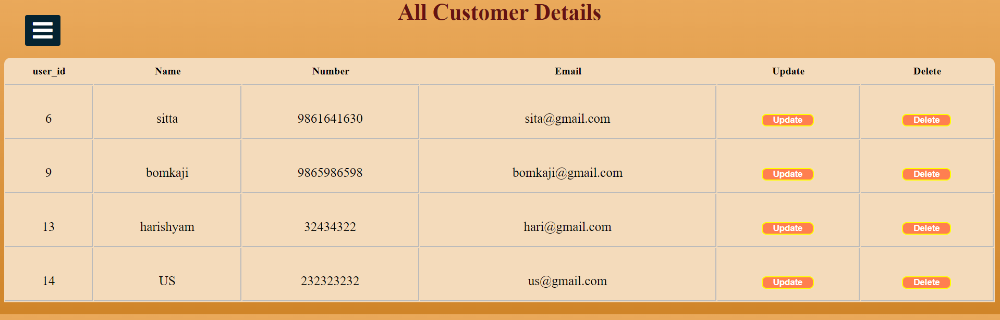 All Customer Details
user_id Name Number Email Update Delete
6 sitta 9861641630 sita@gmail.com Update Delete
9 bomkaji 9865986598 bomkaji@gmail.com Update Delete
13 harishyam 32434322 hari@gmail.com Update Delete
14 US 232323232 us@gmail.com Update Delete